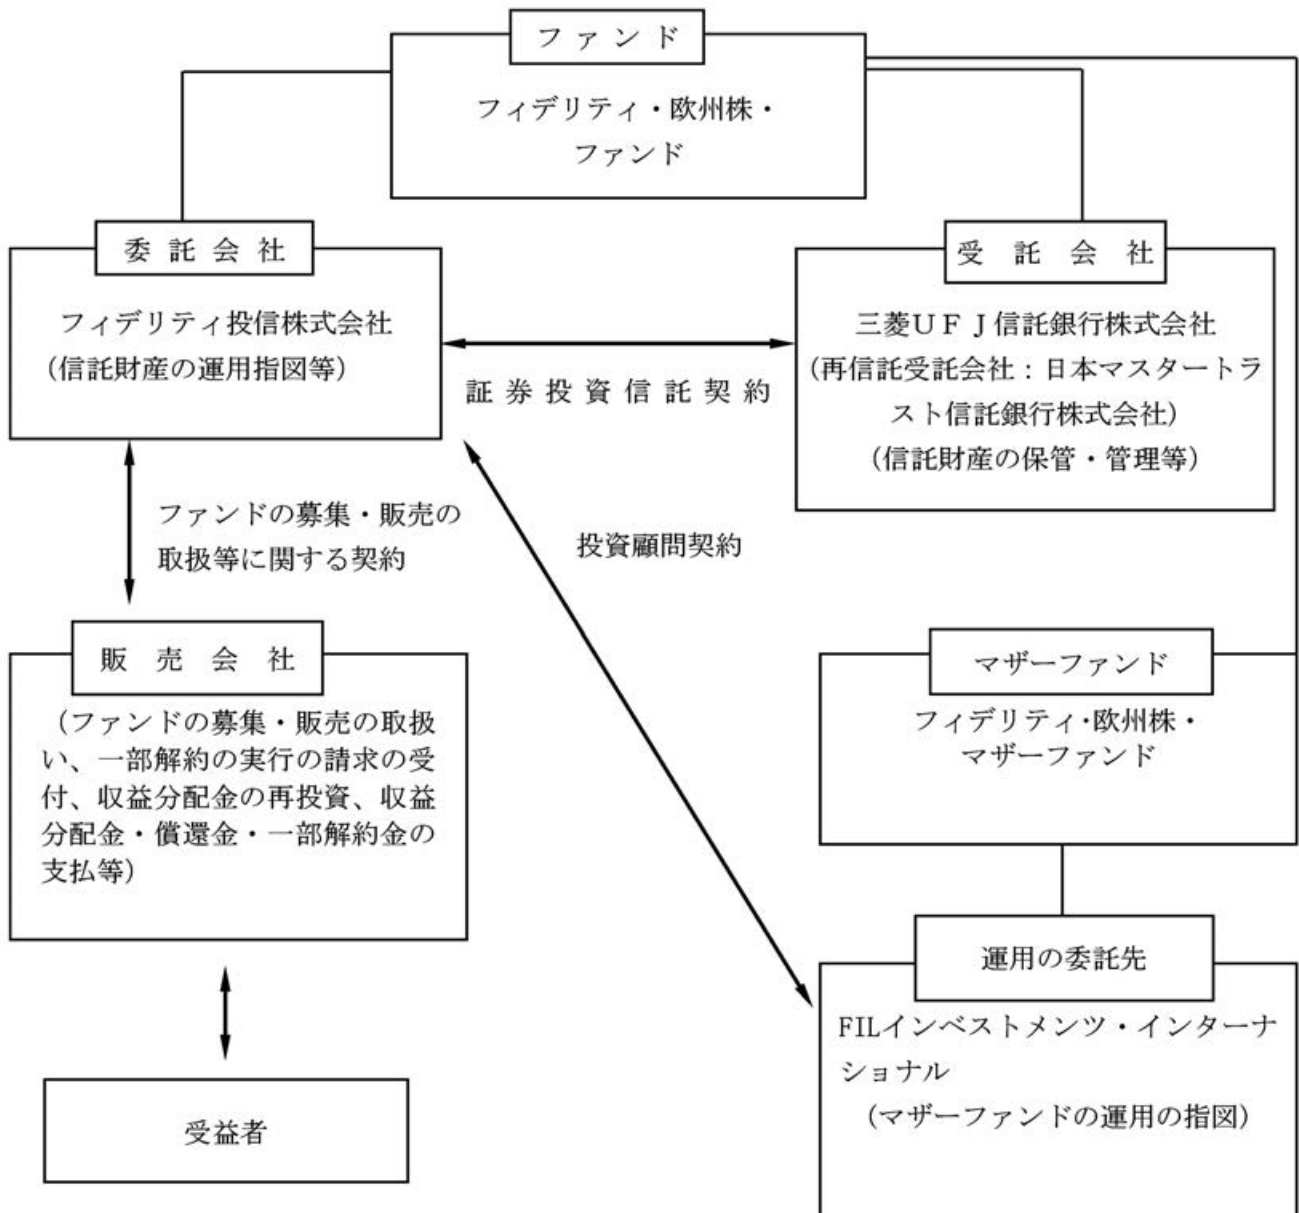 ファンド
フィデリティ・欧州株・
ファンド
委託会社
フィデリティ投信株式会社
(信託財産の運用指図等)
受託会社
三菱UFJ信託銀行株式会社
(再信託受託会社：日本マスタートラ
スト信託銀行株式会社)
(信託財産の保管・管理等)
証券投資信託契約
ファンドの募集・販売の
取扱等に関する契約
投資顧問契約
販売会社
(ファンドの募集・販売の取扱
い、一部解約の実行の請求の受
付、収益分配金の再投資、収益
分配金・償還金・一部解約金の
支払等)
マザーファンド
フィデリティ・欧州株・
マザーファンド
運用の委託先
FILインベストメンツ・インターナ
ショナル
(マザーファンドの運用の指図)
受益者